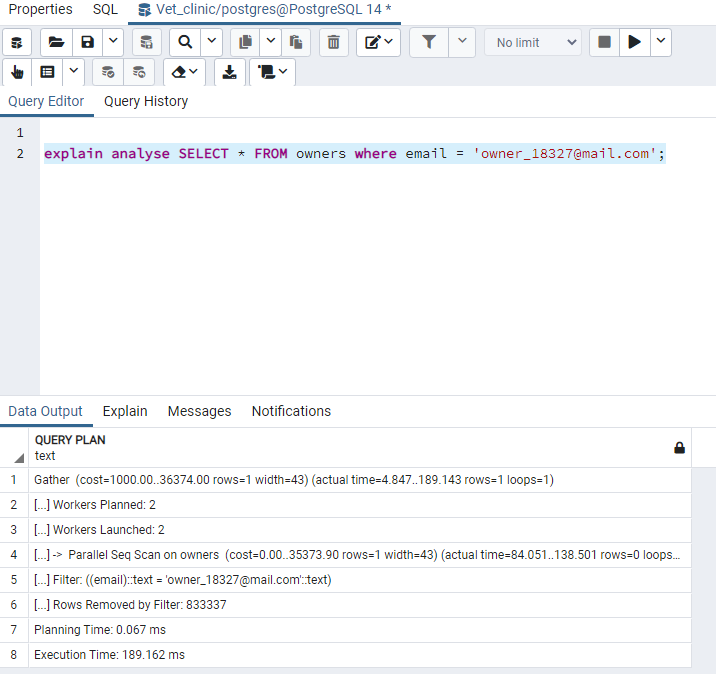 Properties SQL Vet_clinic/postgres@PostgreSQL 14 *
No limit
Query Editor Query History
1
2 explain analyse SELECT * FROM owners where email = 'owner_18327@mail.com';
Data Output Explain Messages Notifications
QUERY PLAN
text
1 Gather (cost=1000.00..36374.00 rows=1 width=43) (actual time=4.847..189.143 rows=1 loops=1)
2 [...] Workers Planned: 2
3 [...] Workers Launched: 2
4 [...] -> Parallel Seq Scan on owners (cost=0.00..35373.90 rows=1 width=43) (actual time=84.051..138.501 rows=0 loops...
5 [...] Filter: ((email)::text = 'owner_18327@mail.com'::text)
6 [...] Rows Removed by Filter: 833337
7 Planning Time: 0.067 ms
8 Execution Time: 189.162 ms